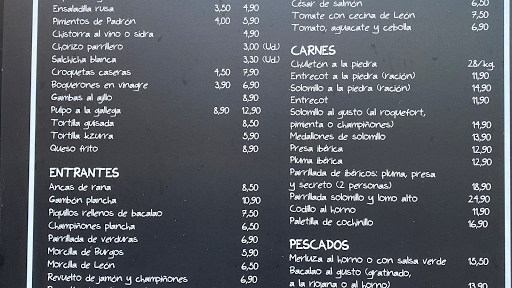 Ensaladilla rusa 3,50 4,90
Pimientos de Padrón 4,00 5,90
Chistorra al vino o sidra 4,90
Chorizo parrillero 3,00 (Ud.)
Salchicha blanca 3,30 (Ud.)
Croquetas caseras 4,50 7,90
Boquerones en vinagre 3,90 6,90
Gambas al ajillo 8,90
Pulpo a la gallega 8,90 12,90
Tortilla guisada 8,50
Tortilla kzurra 5,90
Queso frito 8,90
ENTRANTES
Ancas de rana 8,50
Gambón plancha 10,90
Piquillos rellenos de bacalao 7,50
Champiñones plancha 6,50
Parrillada de verduras 6,90
Morcilla de Burgos 5,90
Morcilla de León 6,50
Revuelto de jamón y champiñones 6,90
César de salmón 6,50
Tomate con cecina de León 7,50
Tomate, aguacate y cebolla 6,90
CARNES
Chuletón a la piedra 28/kg.
Entrecot a la piedra (ración) 11,90
Solomillo a la piedra (ración) 14,90
Entrecot 11,90
Solomillo al gusto (al roquefort,
pimienta o champiñones) 14,90
Medallones de solomillo 13,90
Presa ibérica 12,90
Pluma ibérica 12,90
Parrillada de ibéricos: pluma, presa
y secreto (2 personas) 18,90
Parrillada solomillo y lomo alto 24,90
Codillo al horno 11,90
Paletilla de cochinillo 16,90
PESCADOS
Merluza al horno o con salsa verde 15,50
Bacalao al gusto (gratinado,
a la riojana o al horno) 13,90